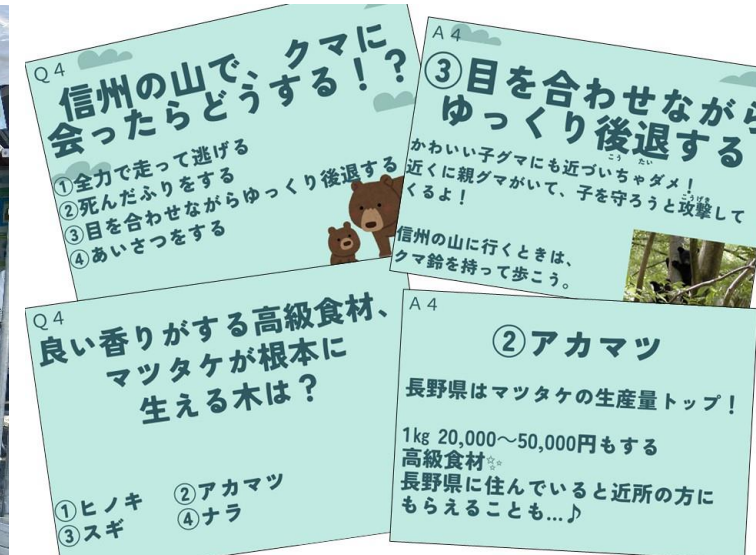 Q4
信州の山で、クマに
会ったらどうする！？
①全力で走って逃げる
②死んだふりをする
③目を合わせながらゆっくり後退する
④あいさつをする
A4
③目を合わせながら
ゆっくり後退する
こう たい
かわいい子グマにも近づいちゃダメ！
近くに親グマがいて、子を守ろうと攻撃して
こうげき
くるよ！
信州の山に行くときは、
クマ鈴を持って歩こう。
Q4
良い香りがする高級食材、
マツタケが根本に
生える木は？
①ヒノキ ②アカマツ
③スギ ④ナラ
A4
②アカマツ
長野県はマツタケの生産量トップ！
1kg 20,000～50,000円もする
高級食材✨
長野県に住んでいると近所の方に
もらえることも…♪